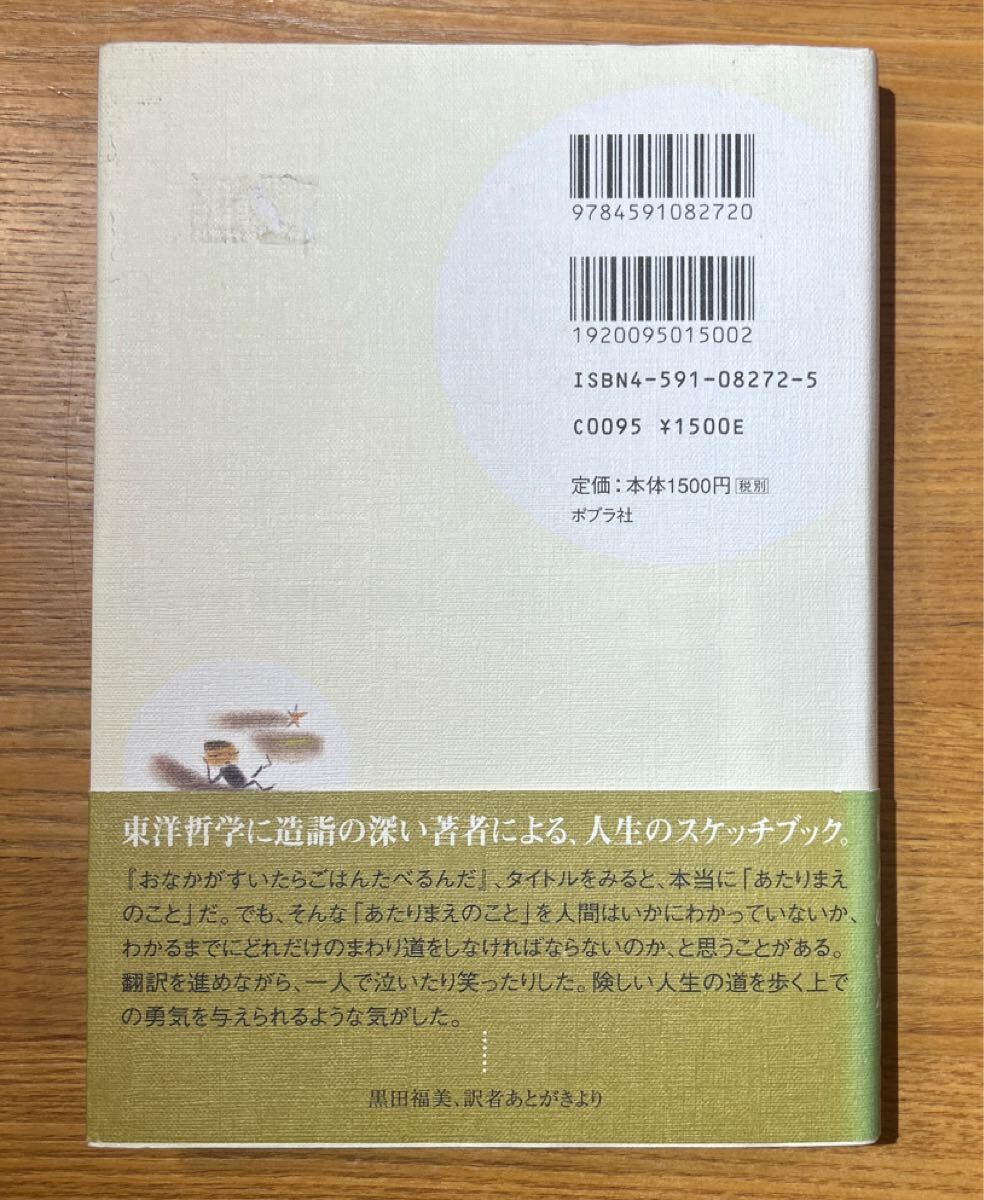 9784591082720
1920095015002
ISBN4-591-08272-5
C0095 ¥1500E
定価：本体1500円 税別
ポプラ社
東洋哲学に造詣の深い著者による、人生のスケッチブック。
『おなかがすいたらごはんたべるんだ』、タイトルをみると、本当に「あたりまえ
のこと」だ。でも、そんな「あたりまえのこと」を人間はいかにわかっていないか、
わかるまでにどれだけのまわり道をしなければならないのか、と思うことがある。
翻訳を進めながら、一人で泣いたり笑ったりした。険しい人生の道を歩く上で
の勇気を与えられるような気がした。
……
黒田福美、訳者あとがきより